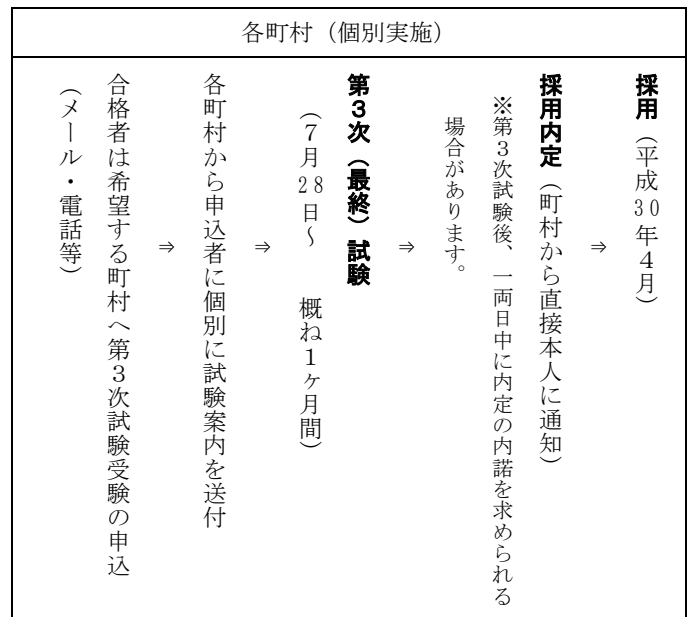 各町村（個別実施）
合格者は希望する町村へ第３次試験受験の申込
（メール・電話等）
⇒
各町村から申込者に個別に試験案内を送付
⇒
第３次（最終）試験
（７月28日～　概ね１ヶ月間）
⇒
採用内定（町村から直接本人に通知）
※第３次試験後、一両日中に内定の内諾を求められる
場合があります。
⇒
採用（平成30年４月）